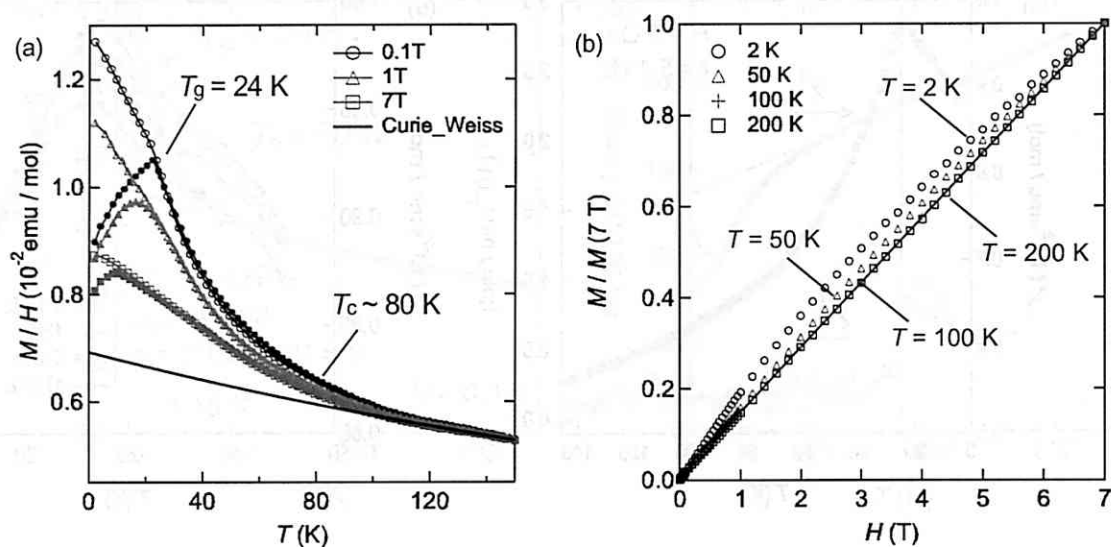 (a)
0.1T
1T
7T
Curie_Weiss
Tg = 24 K
Tc ~ 80 K
1.2
1.0
0.8
0.6
M / H (10⁻² emu / mol)
0 40 80 120
T (K)
(b)
2 K
50 K
100 K
200 K
T = 2 K
T = 50 K
T = 200 K
T = 100 K
1.0
0.8
0.6
0.4
0.2
0.0
M / M (7 T)
0 1 2 3 4 5 6 7
H (T)